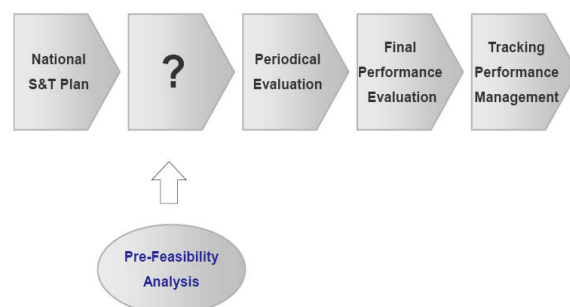 National
S&T Plan
?
Periodical
Evaluation
Final
Performance
Evaluation
Tracking
Performance
Management
Pre-Feasibility
Analysis